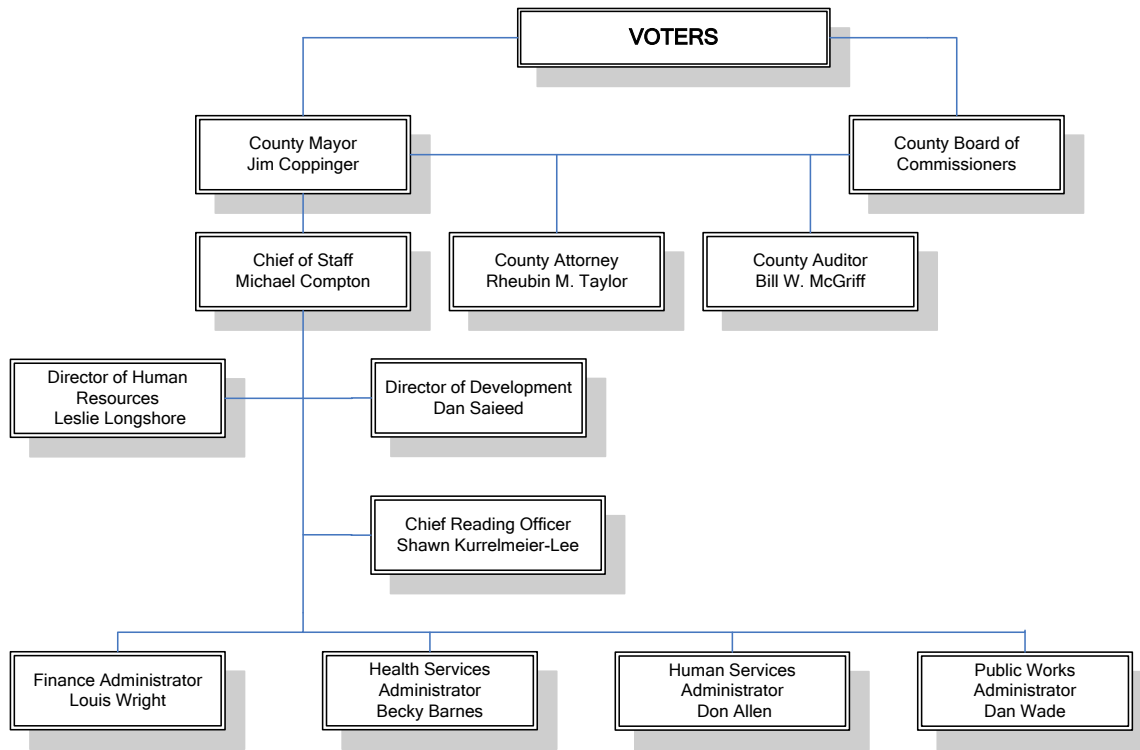 VOTERS
County Mayor
Jim Coppinger
County Board of
Commissioners
Chief of Staff
Michael Compton
County Attorney
Rheubin M. Taylor
County Auditor
Bill W. McGriff
Director of Human
Resources
Leslie Longshore
Director of Development
Dan Saieed
Chief Reading Officer
Shawn Kurrelmeier-Lee
Finance Administrator
Louis Wright
Health Services
Administrator
Becky Barnes
Human Services
Administrator
Don Allen
Public Works
Administrator
Dan Wade